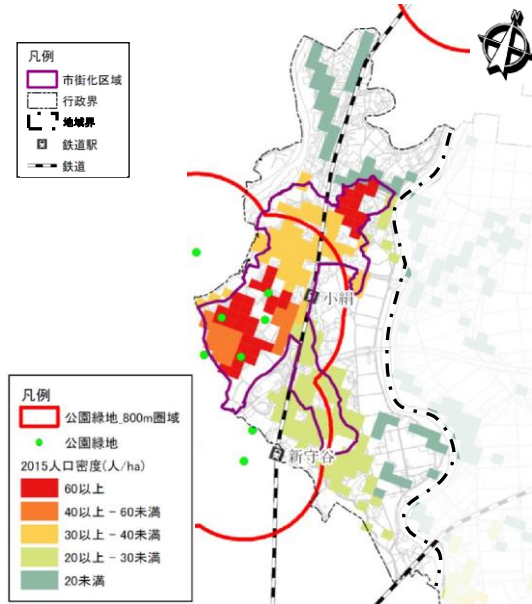 凡例
市街化区域
行政界
地域界
鉄道駅
鉄道
小絹
新守谷
凡例
公園緑地_800m圏域
公園緑地
2015人口密度(人/ha)
60以上
40以上 - 60未満
30以上 - 40未満
20以上 - 30未満
20未満